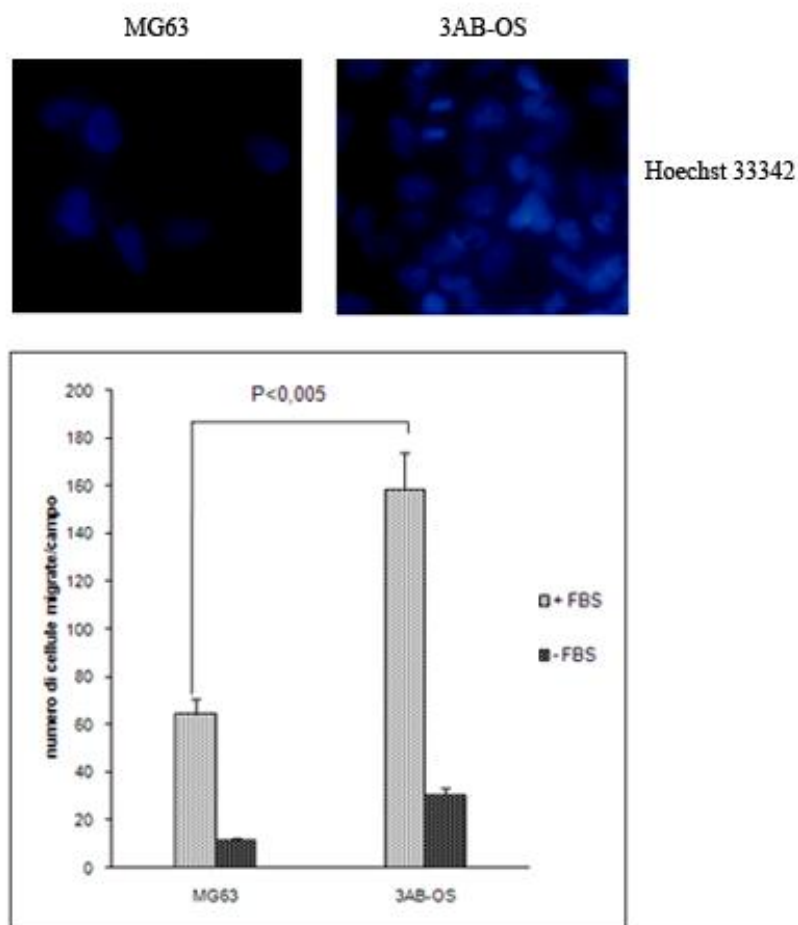 MG63
3AB-OS
Hoechst 33342
200
180
160
140
120
100
80
60
40
20
0
numero di cellule migrate/campo
P<0,005
+ FBS
- FBS
MG63
3AB-OS